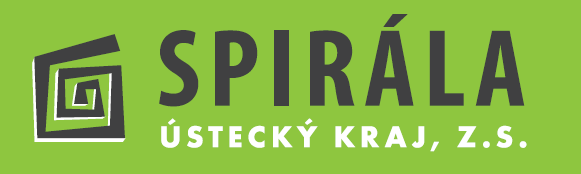 SPIRÁLA
ÚSTECKÝ KRAJ, Z.S.